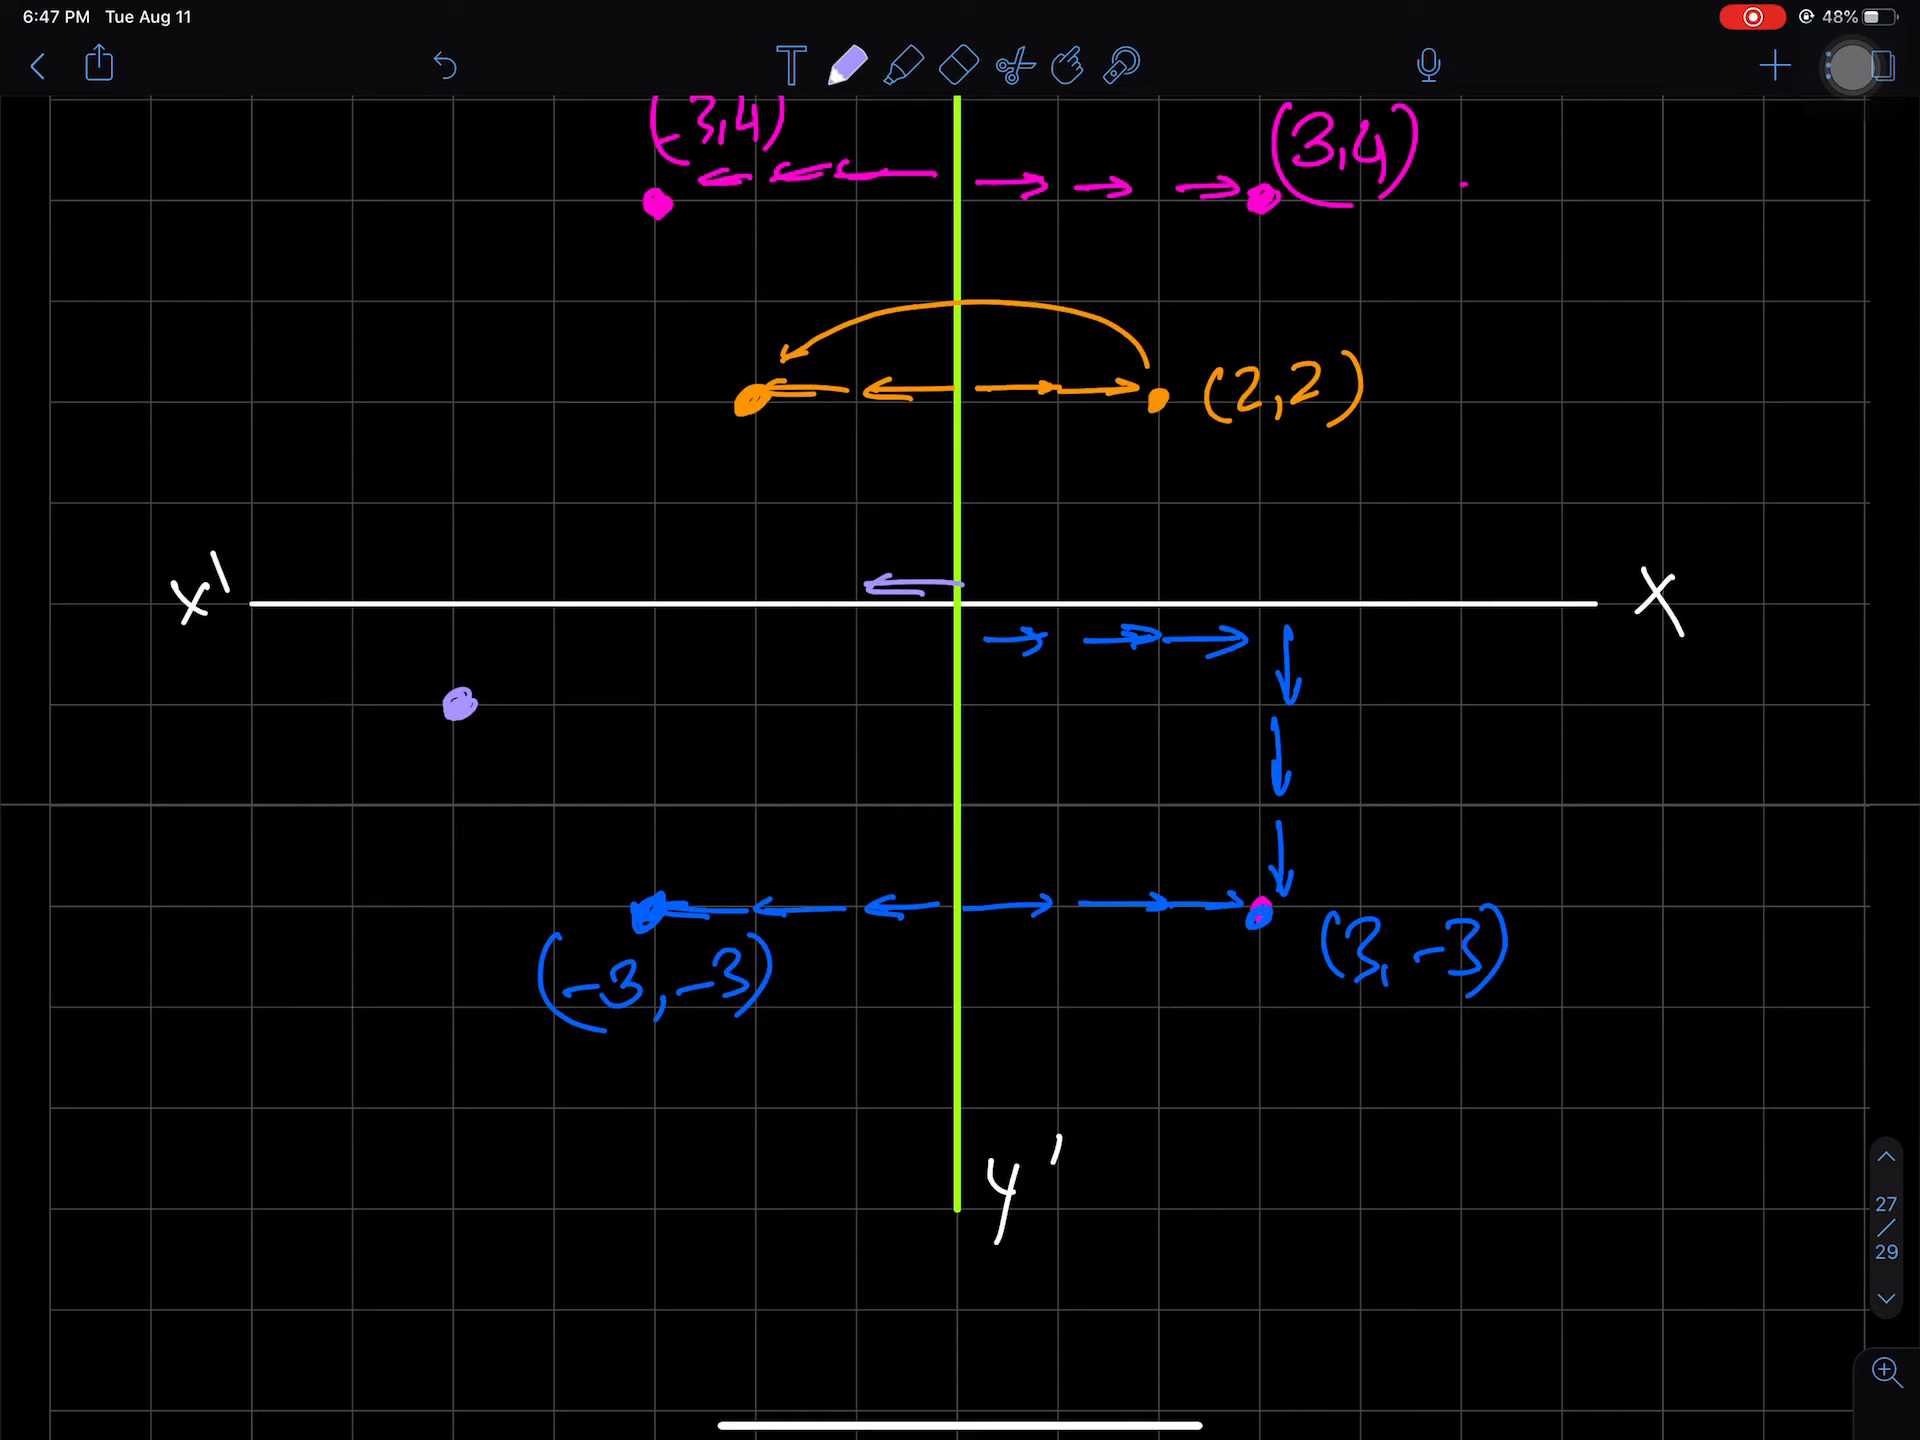 6:47 PM Tue Aug 11
48%
T
(-3,4)
(3,4)
(2,2)
x'
X
(-3,-3)
(3,-3)
y'
27
/
29